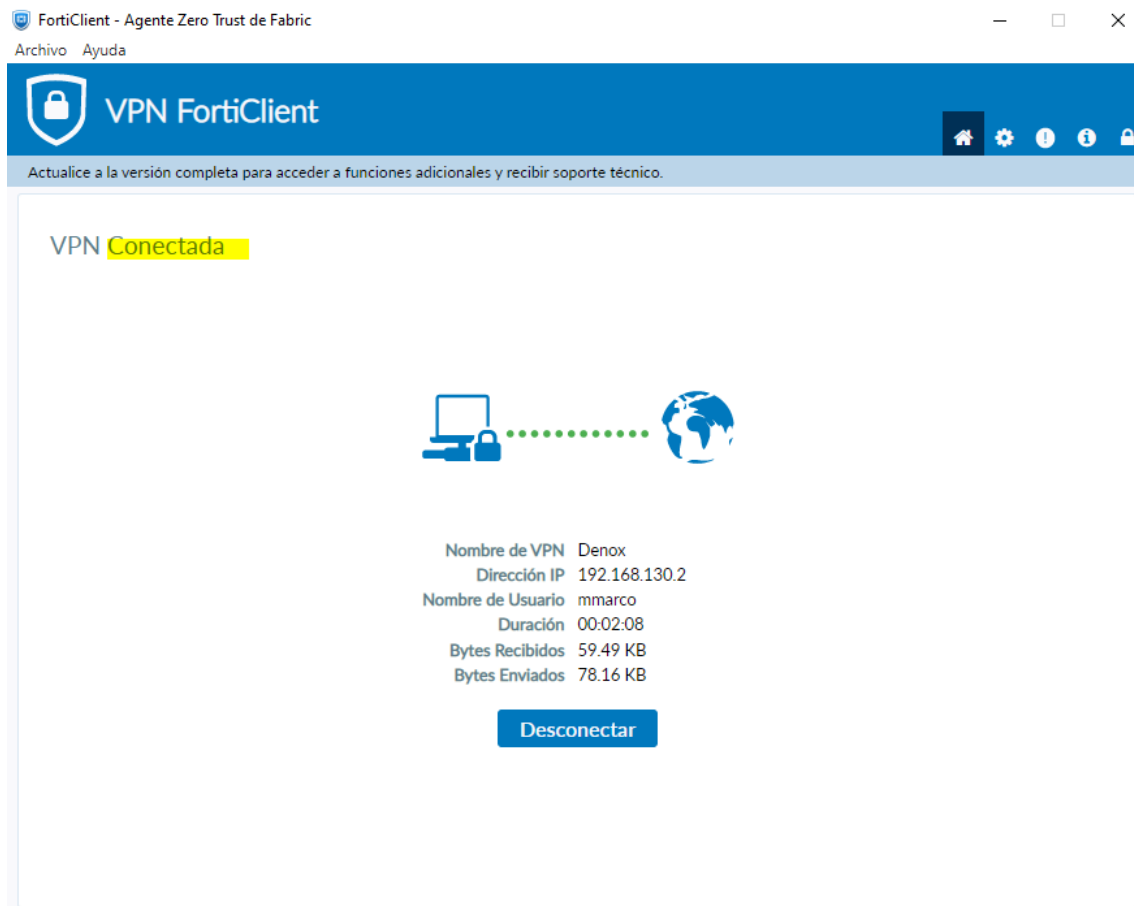 FortiClient - Agente Zero Trust de Fabric
Archivo Ayuda
VPN FortiClient
Actualice a la versión completa para acceder a funciones adicionales y recibir soporte técnico.
VPN Conectada
Nombre de VPN Denox
Dirección IP 192.168.130.2
Nombre de Usuario mmarco
Duración 00:02:08
Bytes Recibidos 59.49 KB
Bytes Enviados 78.16 KB
Desconectar